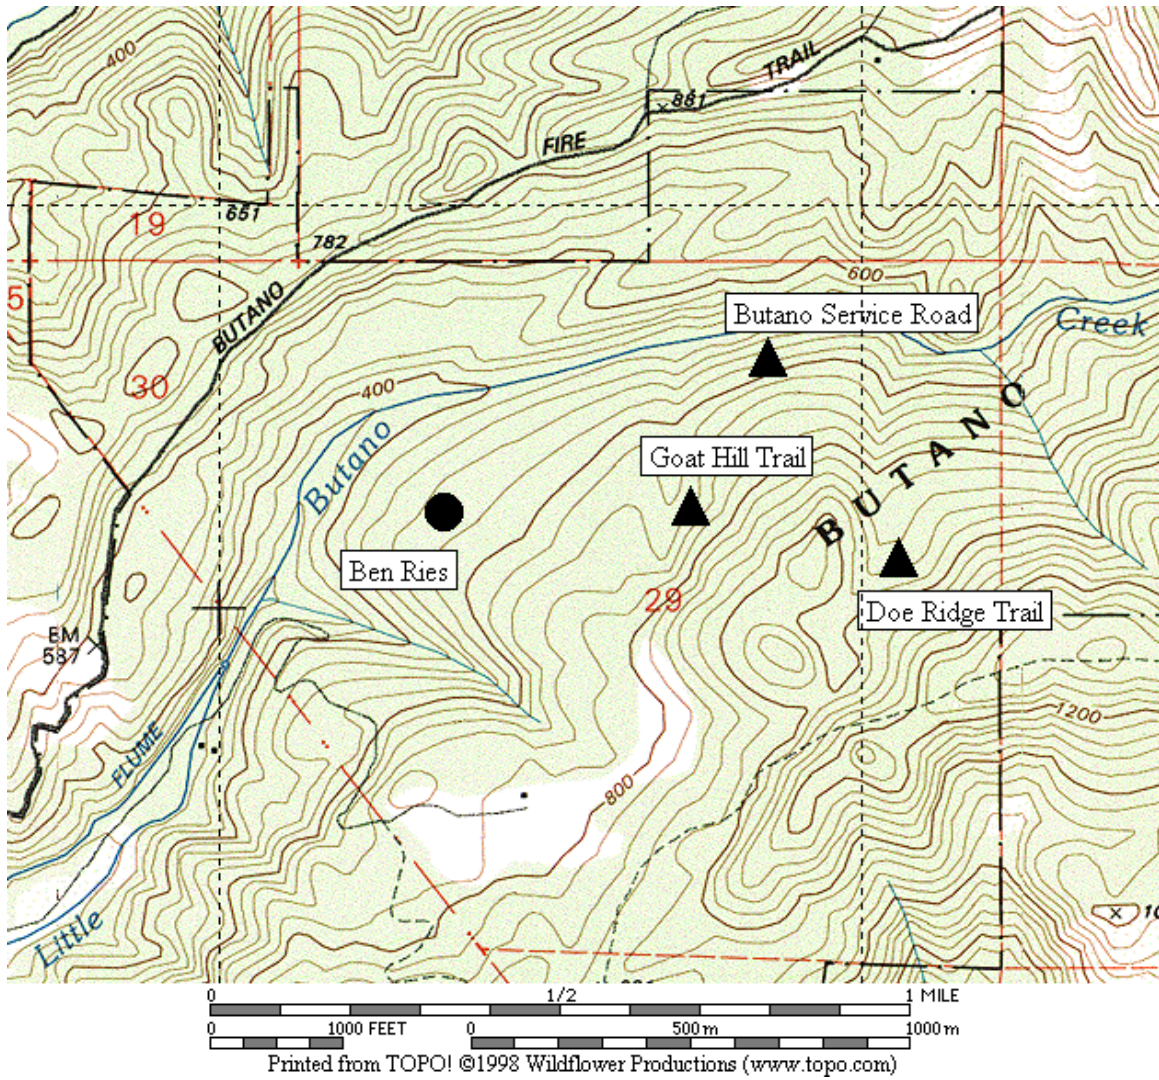 400
TRAIL
881
FIRE
19
651
782
5
600
Butano Service Road
Creek
BUTANO
30
400
Butano
BUTANO
Goat Hill Trail
Ben Ries
29
Doe Ridge Trail
BM
587
1200
FLUME
800
Little
0 1/2 1 MILE
0 1000 FEET 0 500 m 1000 m
Printed from TOPO! ©1998 Wildflower Productions (www.topo.com)